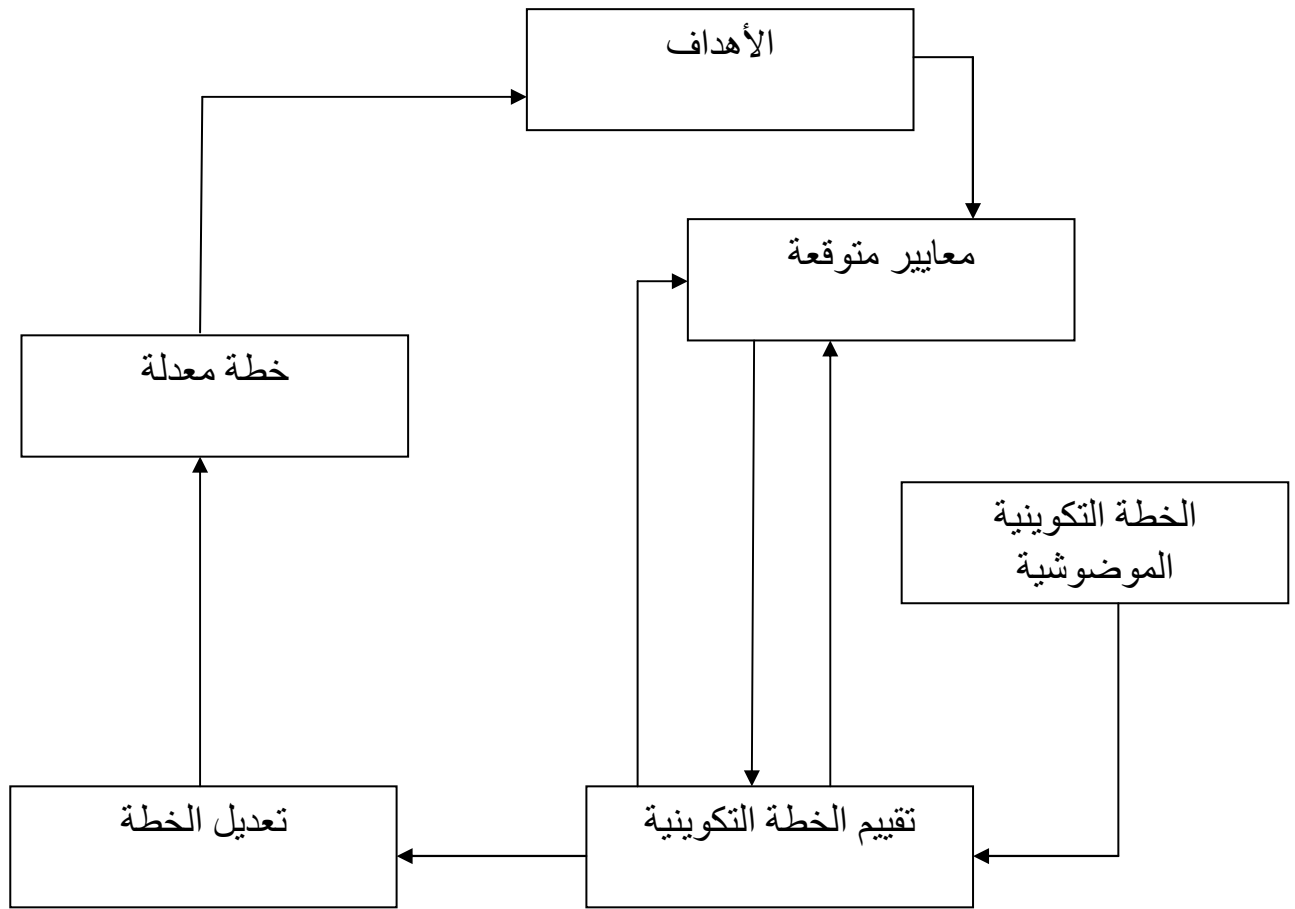 الأهداف
معايير متوقعة
خطة معدلة
الخطة التكوينية
الموضوشية
تقييم الخطة التكوينية
تعديل الخطة